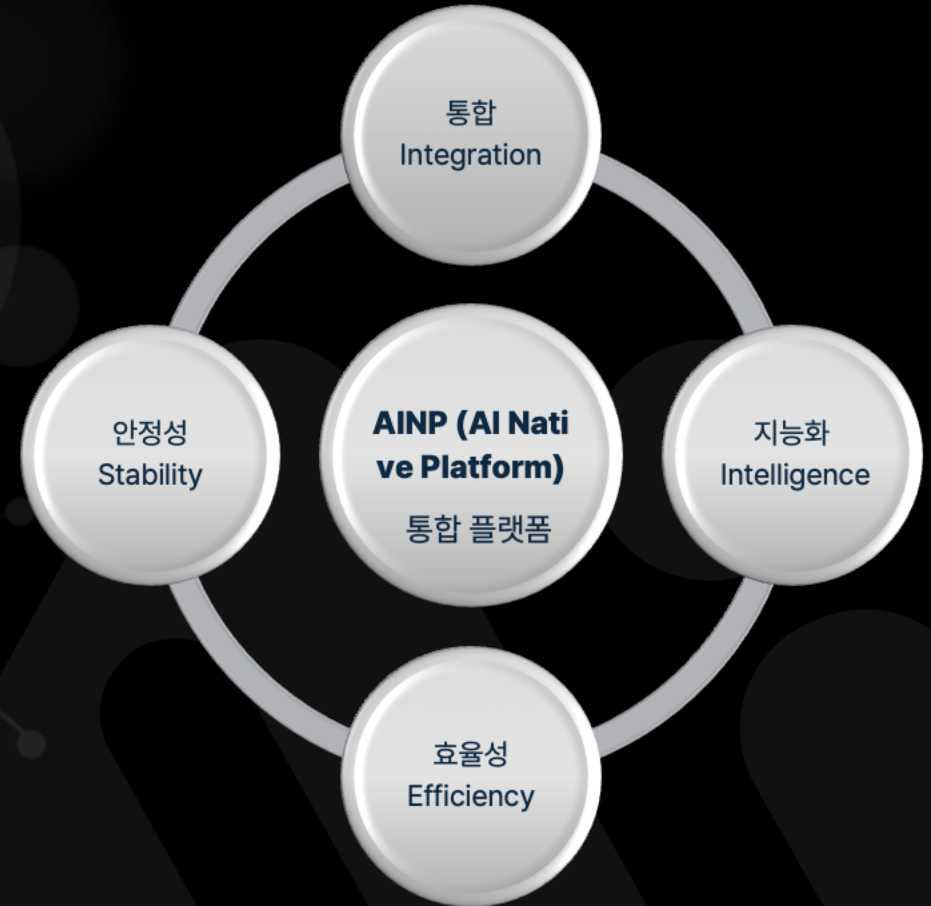 통합
Integration
안정성
Stability
AINP (AI Nati
ve Platform)
통합 플랫폼
지능화
Intelligence
효율성
Efficiency